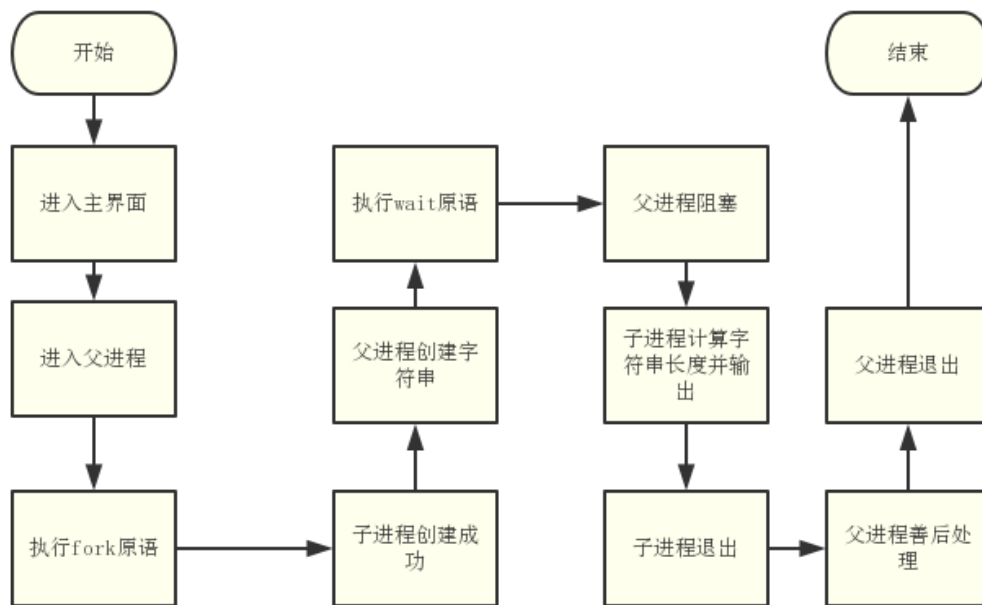 开始
进入主界面
进入父进程
执行fork原语
子进程创建成
功
父进程创建字
符串
执行wait原语
父进程阻塞
子进程计算字
符串长度并输
出
子进程退出
父进程善后处
理
父进程退出
结束